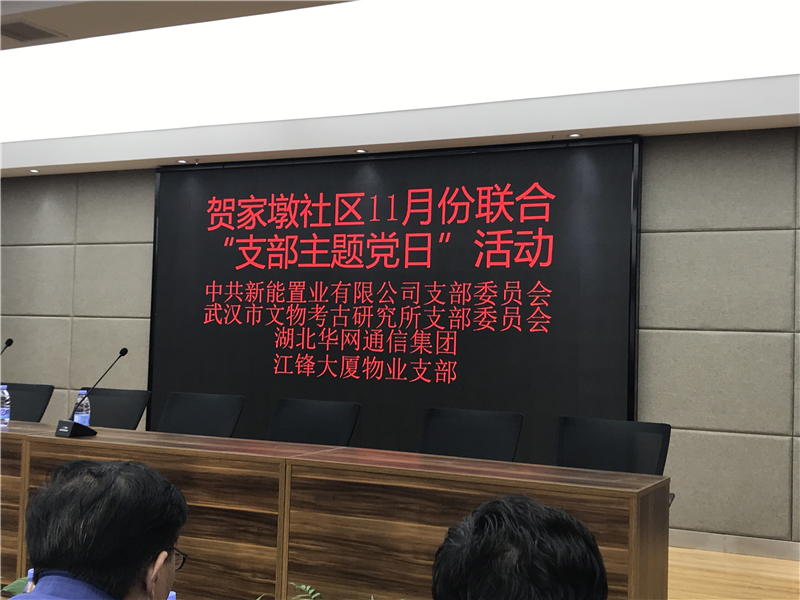 贺家墩社区11月份联合
“支部主题党日”活动
中共新能置业有限公司支部委员会
武汉市文物考古研究所支部委员会
湖北华网通信集团
江锋大厦物业支部